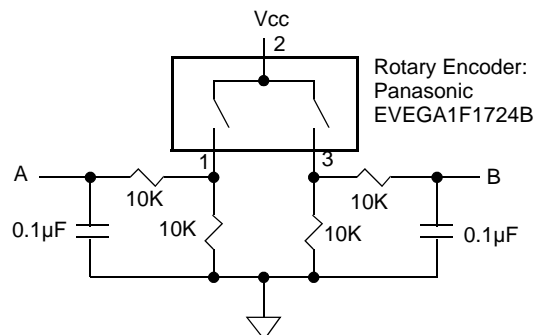 Vcc
2
Rotary Encoder:
Panasonic
EVEGA1F1724B
1
3
A
B
10K
10K
0.1µF
10K
10K
0.1µF